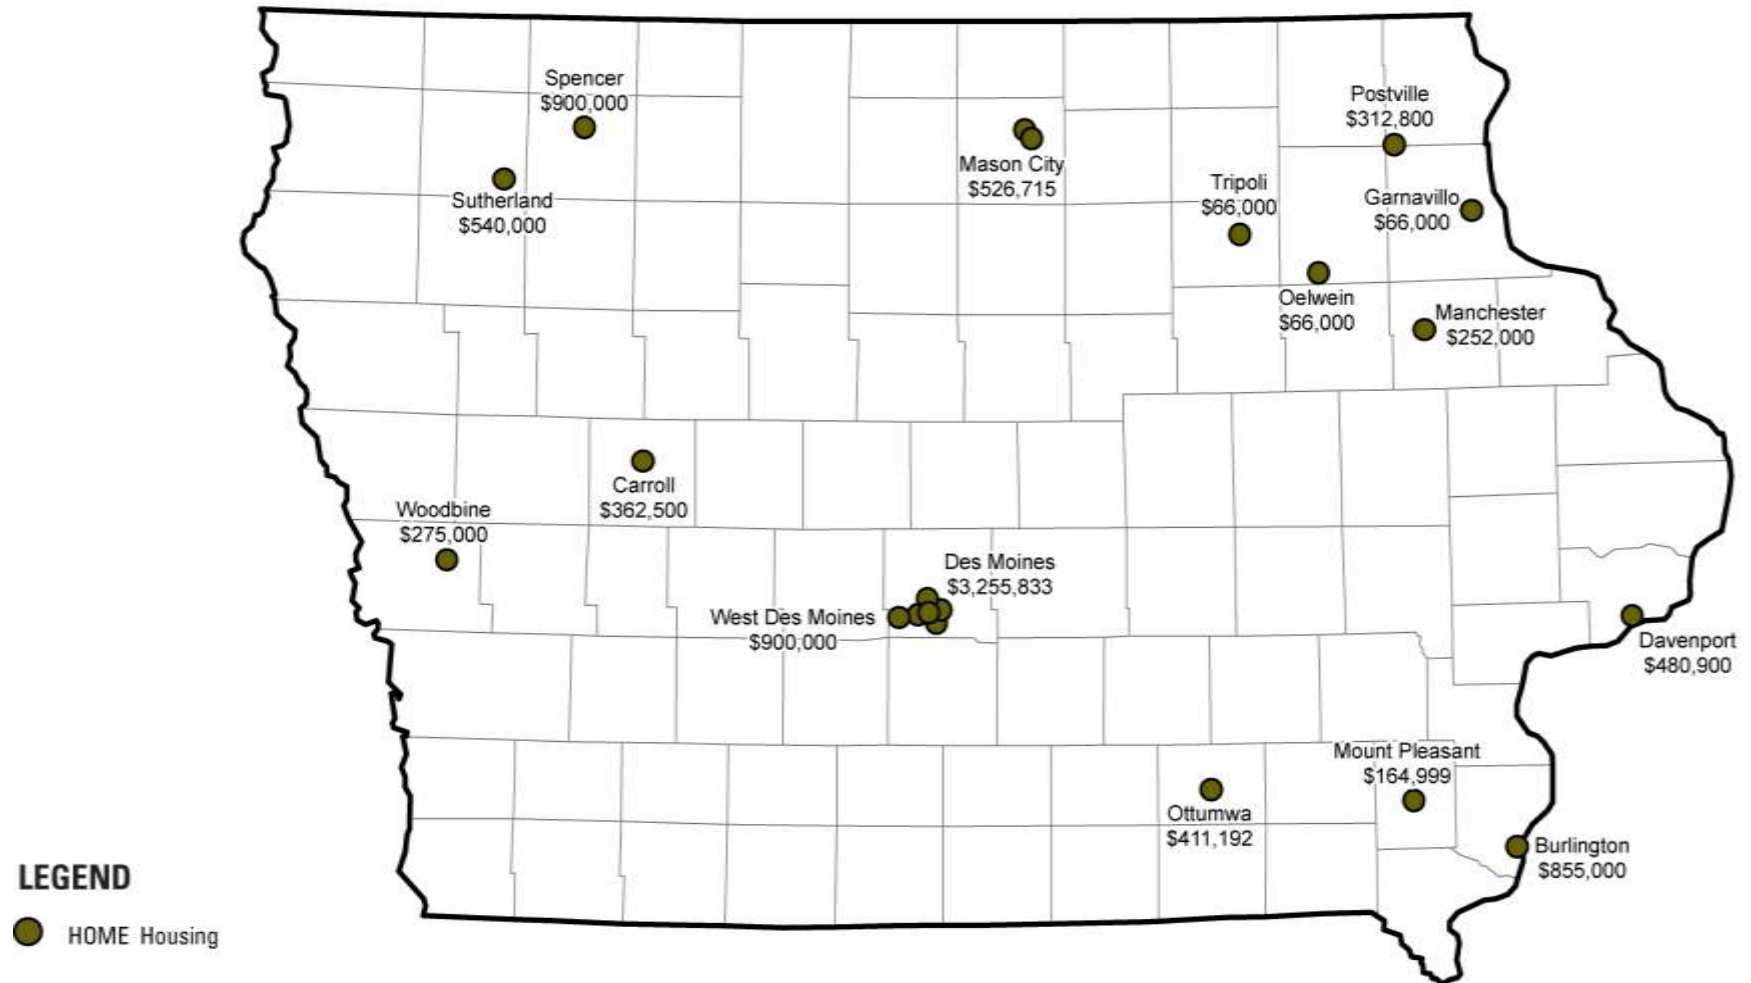 Spencer
$900,000
Postville
$312,800
Mason City
$526,715
Tripoli
$66,000
Garnavillo
$66,000
Sutherland
$540,000
Oelwein
$66,000
Manchester
$252,000
Carroll
$362,500
Woodbine
$275,000
Des Moines
$3,255,833
West Des Moines
$900,000
Davenport
$480,900
Mount Pleasant
$164,999
Ottumwa
$411,192
Burlington
$855,000
LEGEND
HOME Housing